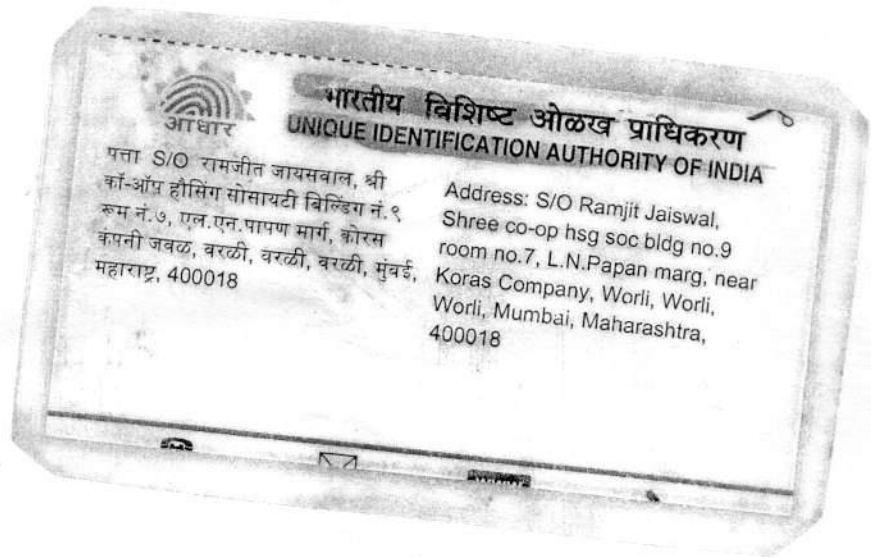 आधार
भारतीय विशिष्ट ओळख प्राधिकरण
UNIQUE IDENTIFICATION AUTHORITY OF INDIA
पत्ता S/O रामजीत जायसवाल, श्री
कॉ-ऑप हौसिंग सोसायटी बिल्डिंग नं.९
रूम नं.७, एल.एन.पापण मार्ग, कोरस
कंपनी जवळ, वरळी, वरळी, वरळी, मुंबई,
महाराष्ट्र, 400018
Address: S/O Ramjit Jaiswal,
Shree co-op hsg soc bldg no.9
room no.7, L.N.Papan marg, near
Koras Company, Worli, Worli,
Worli, Mumbai, Maharashtra,
400018